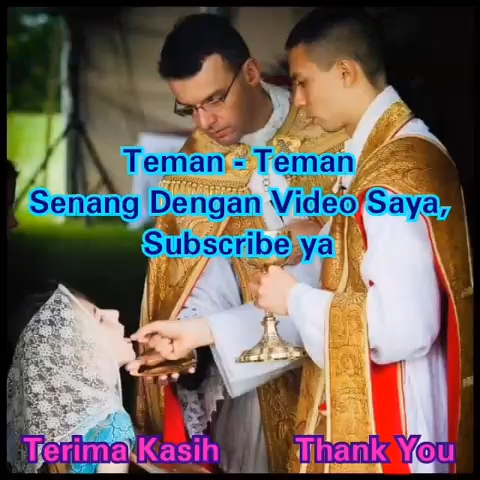 Teman - Teman
Senang Dengan Video Saya,
Subscribe ya
Terima Kasih
Thank You